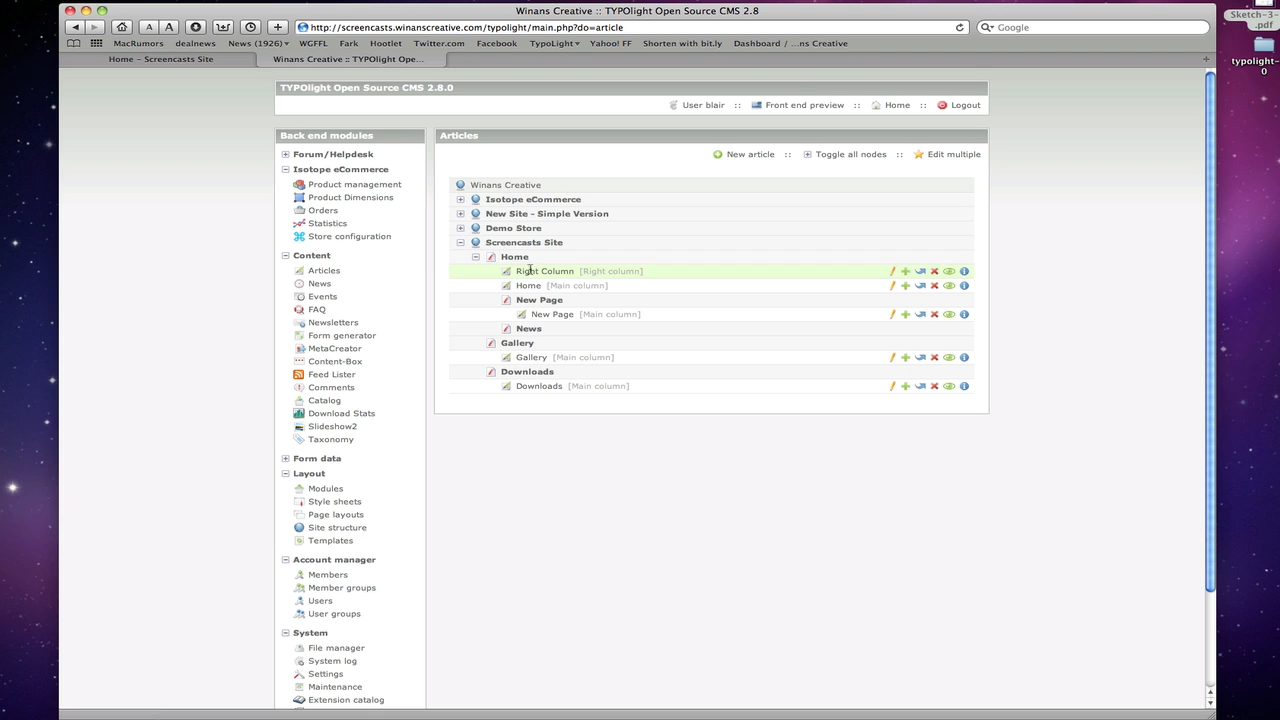 Winans Creative :: TYPOlight Open Source CMS 2.8
http://screencasts.winanscreative.com/typolight/main.php?do=article
Google
MacRumors dealnews News (1926) WGFFL Fark Hootlet Twitter.com Facebook TypoLight Yahoo! FF Shorten with bit.ly Dashboard / ...ns Creative
Home – Screencasts Site
Winans Creative :: TYPOlight Ope...
Sketch-3-
.pdf
typolight-
0
TYPOlight Open Source CMS 2.8.0
User blair :: Front end preview :: Home :: Logout
Back end modules
Forum/Helpdesk
Isotope eCommerce
Product management
Product Dimensions
Orders
Statistics
Store configuration
Content
Articles
News
Events
FAQ
Newsletters
Form generator
MetaCreator
Content-Box
Feed Lister
Comments
Catalog
Download Stats
Slideshow2
Taxonomy
Form data
Layout
Modules
Style sheets
Page layouts
Site structure
Templates
Account manager
Members
Member groups
Users
User groups
System
File manager
System log
Settings
Maintenance
Extension catalog
Articles
New article :: Toggle all nodes :: Edit multiple
Winans Creative
Isotope eCommerce
New Site - Simple Version
Demo Store
Screencasts Site
Home
Right Column [Right column]
Home [Main column]
New Page
New Page [Main column]
News
Gallery
Gallery [Main column]
Downloads
Downloads [Main column]